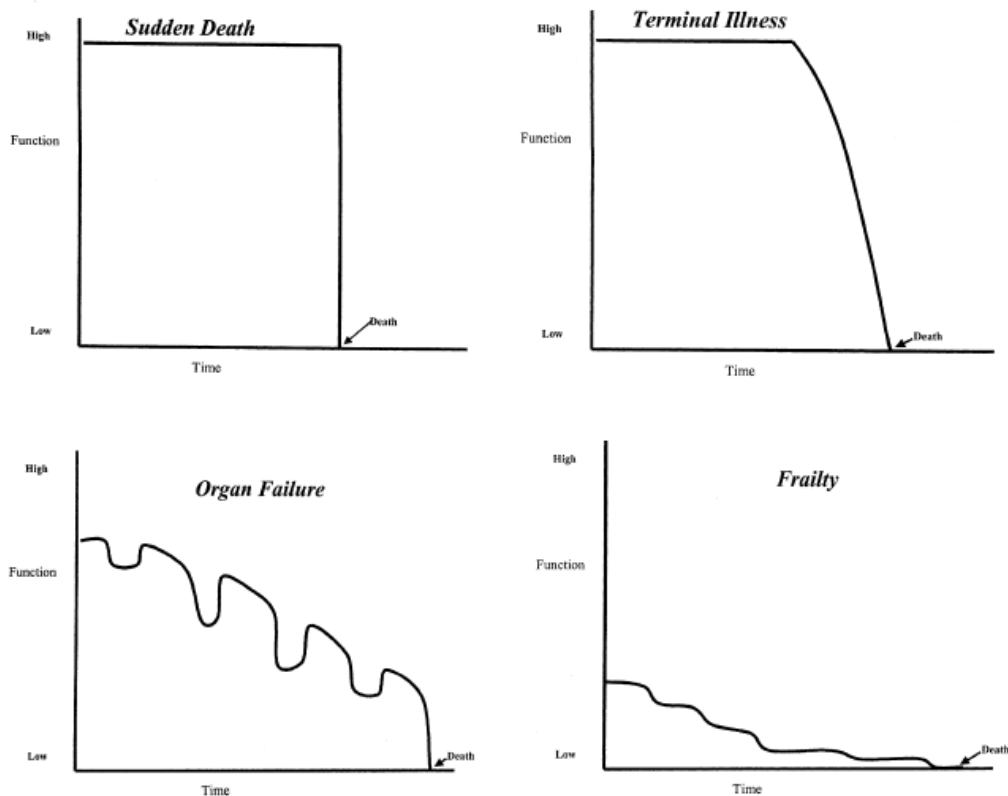 Sudden Death
High
Function
Low
Death
Time
Terminal Illness
High
Function
Low
Death
Time
Organ Failure
High
Function
Low
Death
Time
Frailty
High
Function
Low
Death
Time